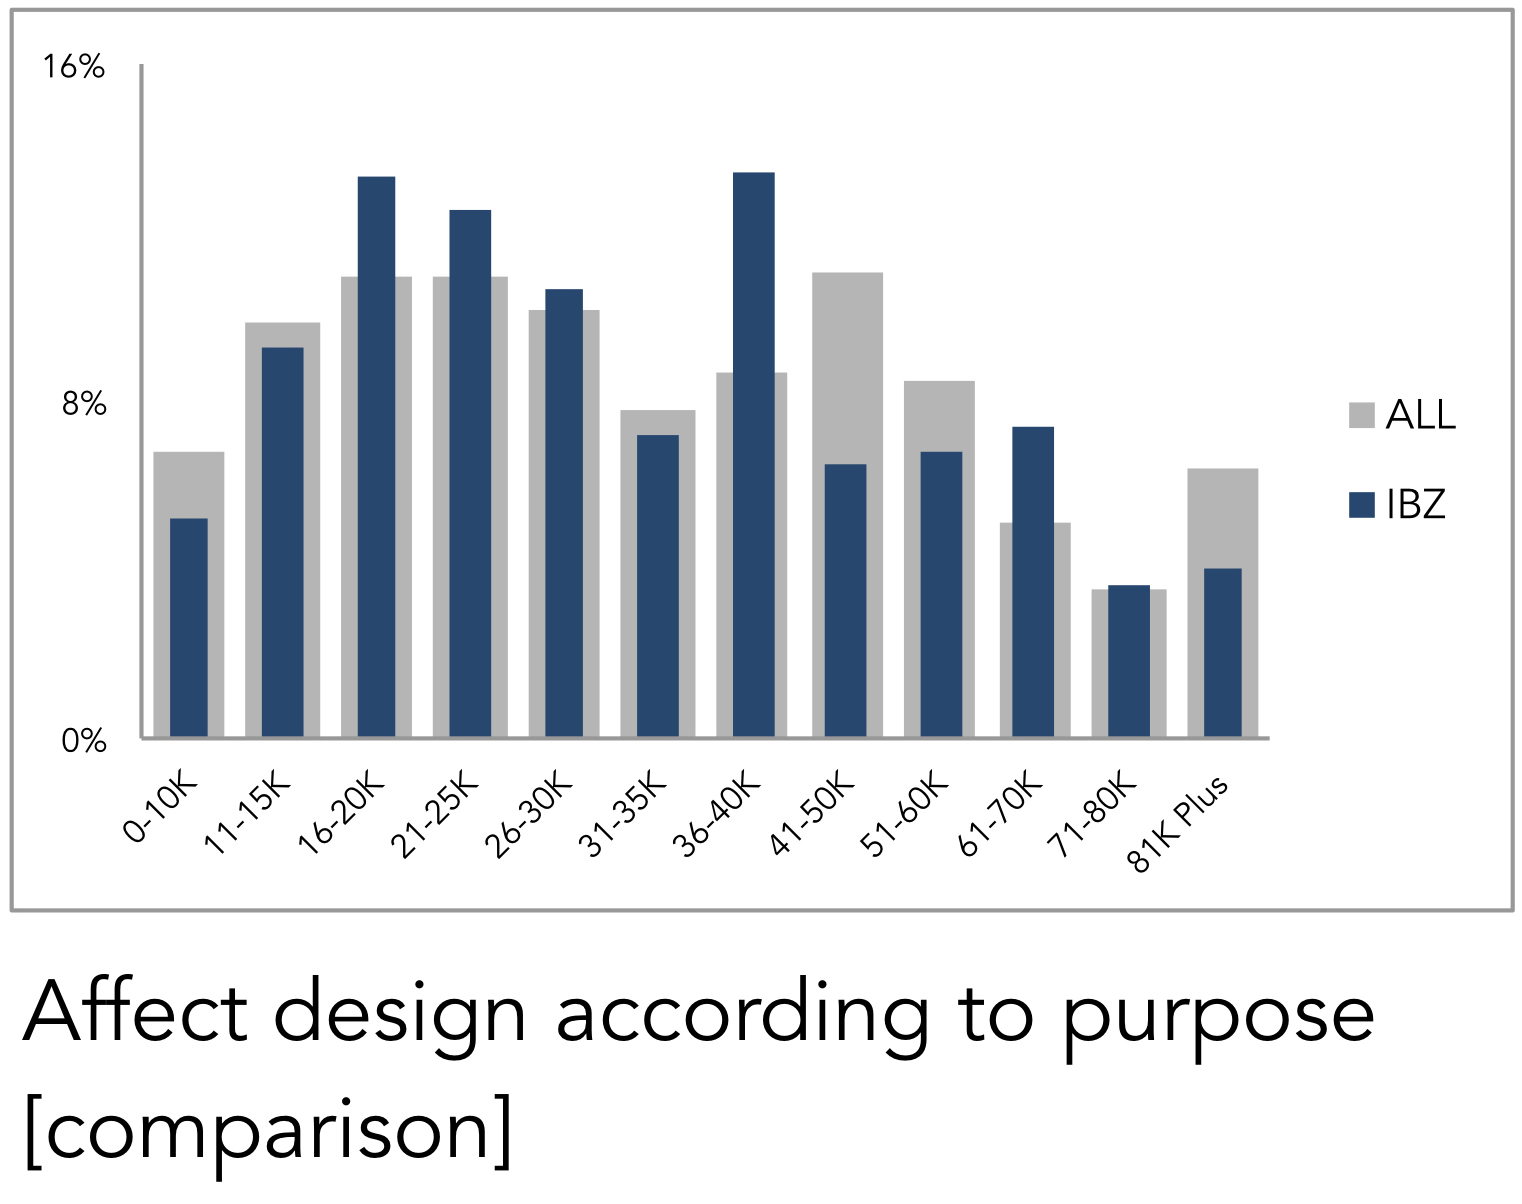 16%
8%
0%
ALL
IBZ
0-10K
11-15K
16-20K
21-25K
26-30K
31-35K
36-40K
41-50K
51-60K
61-70K
71-80K
81K Plus
Affect design according to purpose
[comparison]